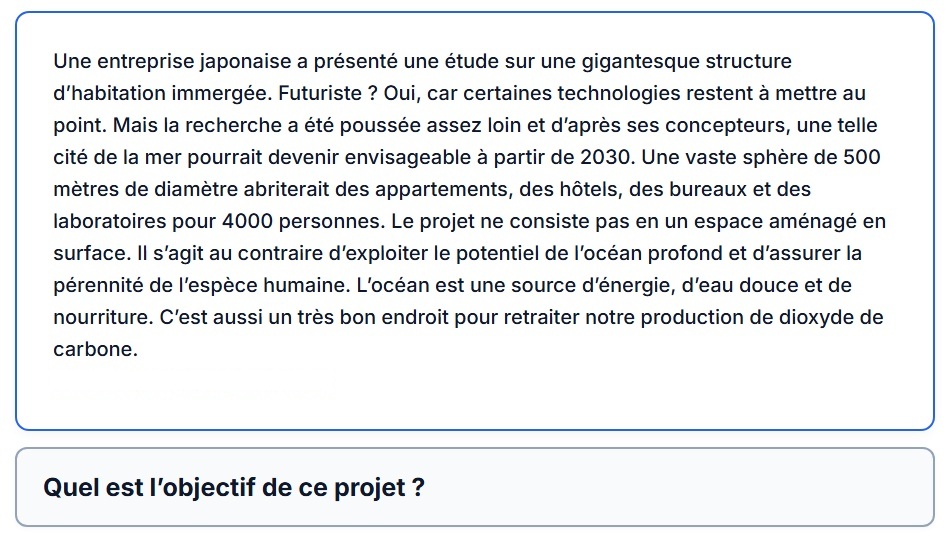 Une entreprise japonaise a présenté une étude sur une gigantesque structure
d’habitation immergée. Futuriste ? Oui, car certaines technologies restent à mettre au
point. Mais la recherche a été poussée assez loin et d’après ses concepteurs, une telle
cité de la mer pourrait devenir envisageable à partir de 2030. Une vaste sphère de 500
mètres de diamètre abriterait des appartements, des hôtels, des bureaux et des
laboratoires pour 4000 personnes. Le projet ne consiste pas en un espace aménagé en
surface. Il s’agit au contraire d’exploiter le potentiel de l’océan profond et d’assurer la
pérennité de l’espèce humaine. L’océan est une source d’énergie, d’eau douce et de
nourriture. C’est aussi un très bon endroit pour retraiter notre production de dioxyde de
carbone.
Quel est l’objectif de ce projet ?